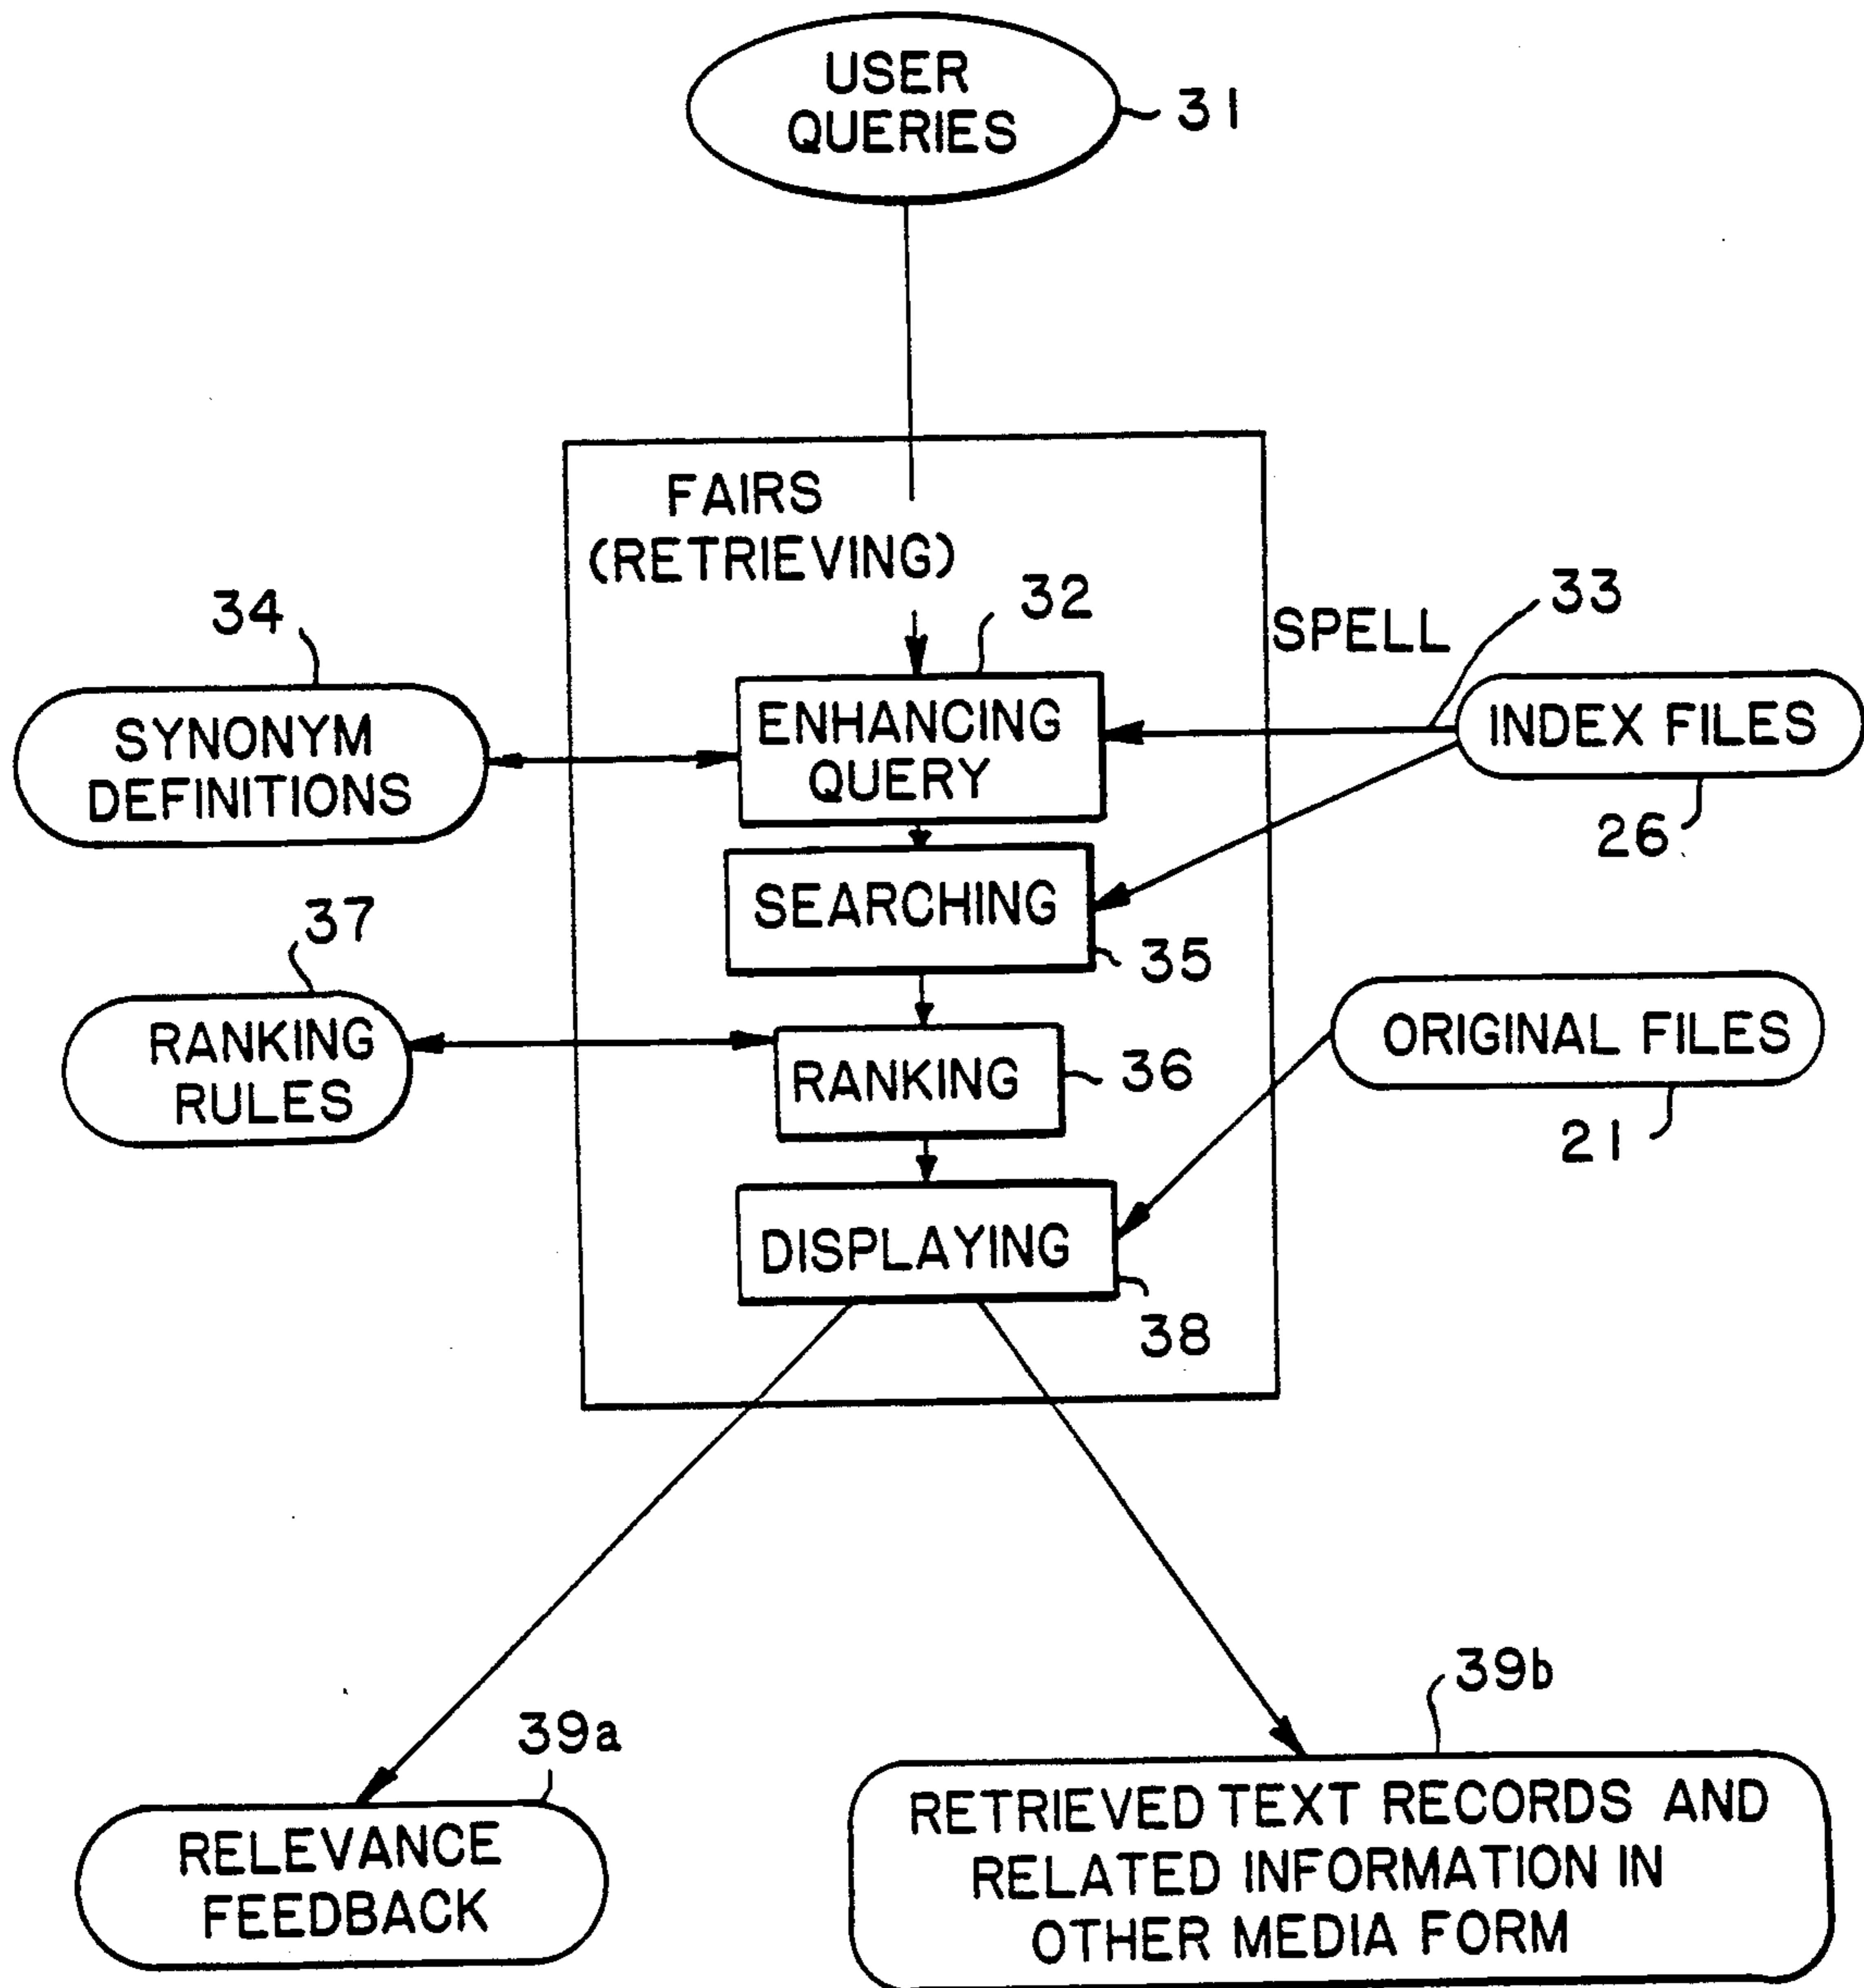 USER
QUERIES
31
FAIRS
(RETRIEVING)
32
SPELL
33
34
SYNONYM
DEFINITIONS
ENHANCING
QUERY
INDEX FILES
26
SEARCHING
35
37
RANKING
RULES
RANKING
36
ORIGINAL FILES
21
DISPLAYING
38
39a
RELEVANCE
FEEDBACK
39b
RETRIEVED TEXT RECORDS AND
RELATED INFORMATION IN
OTHER MEDIA FORM